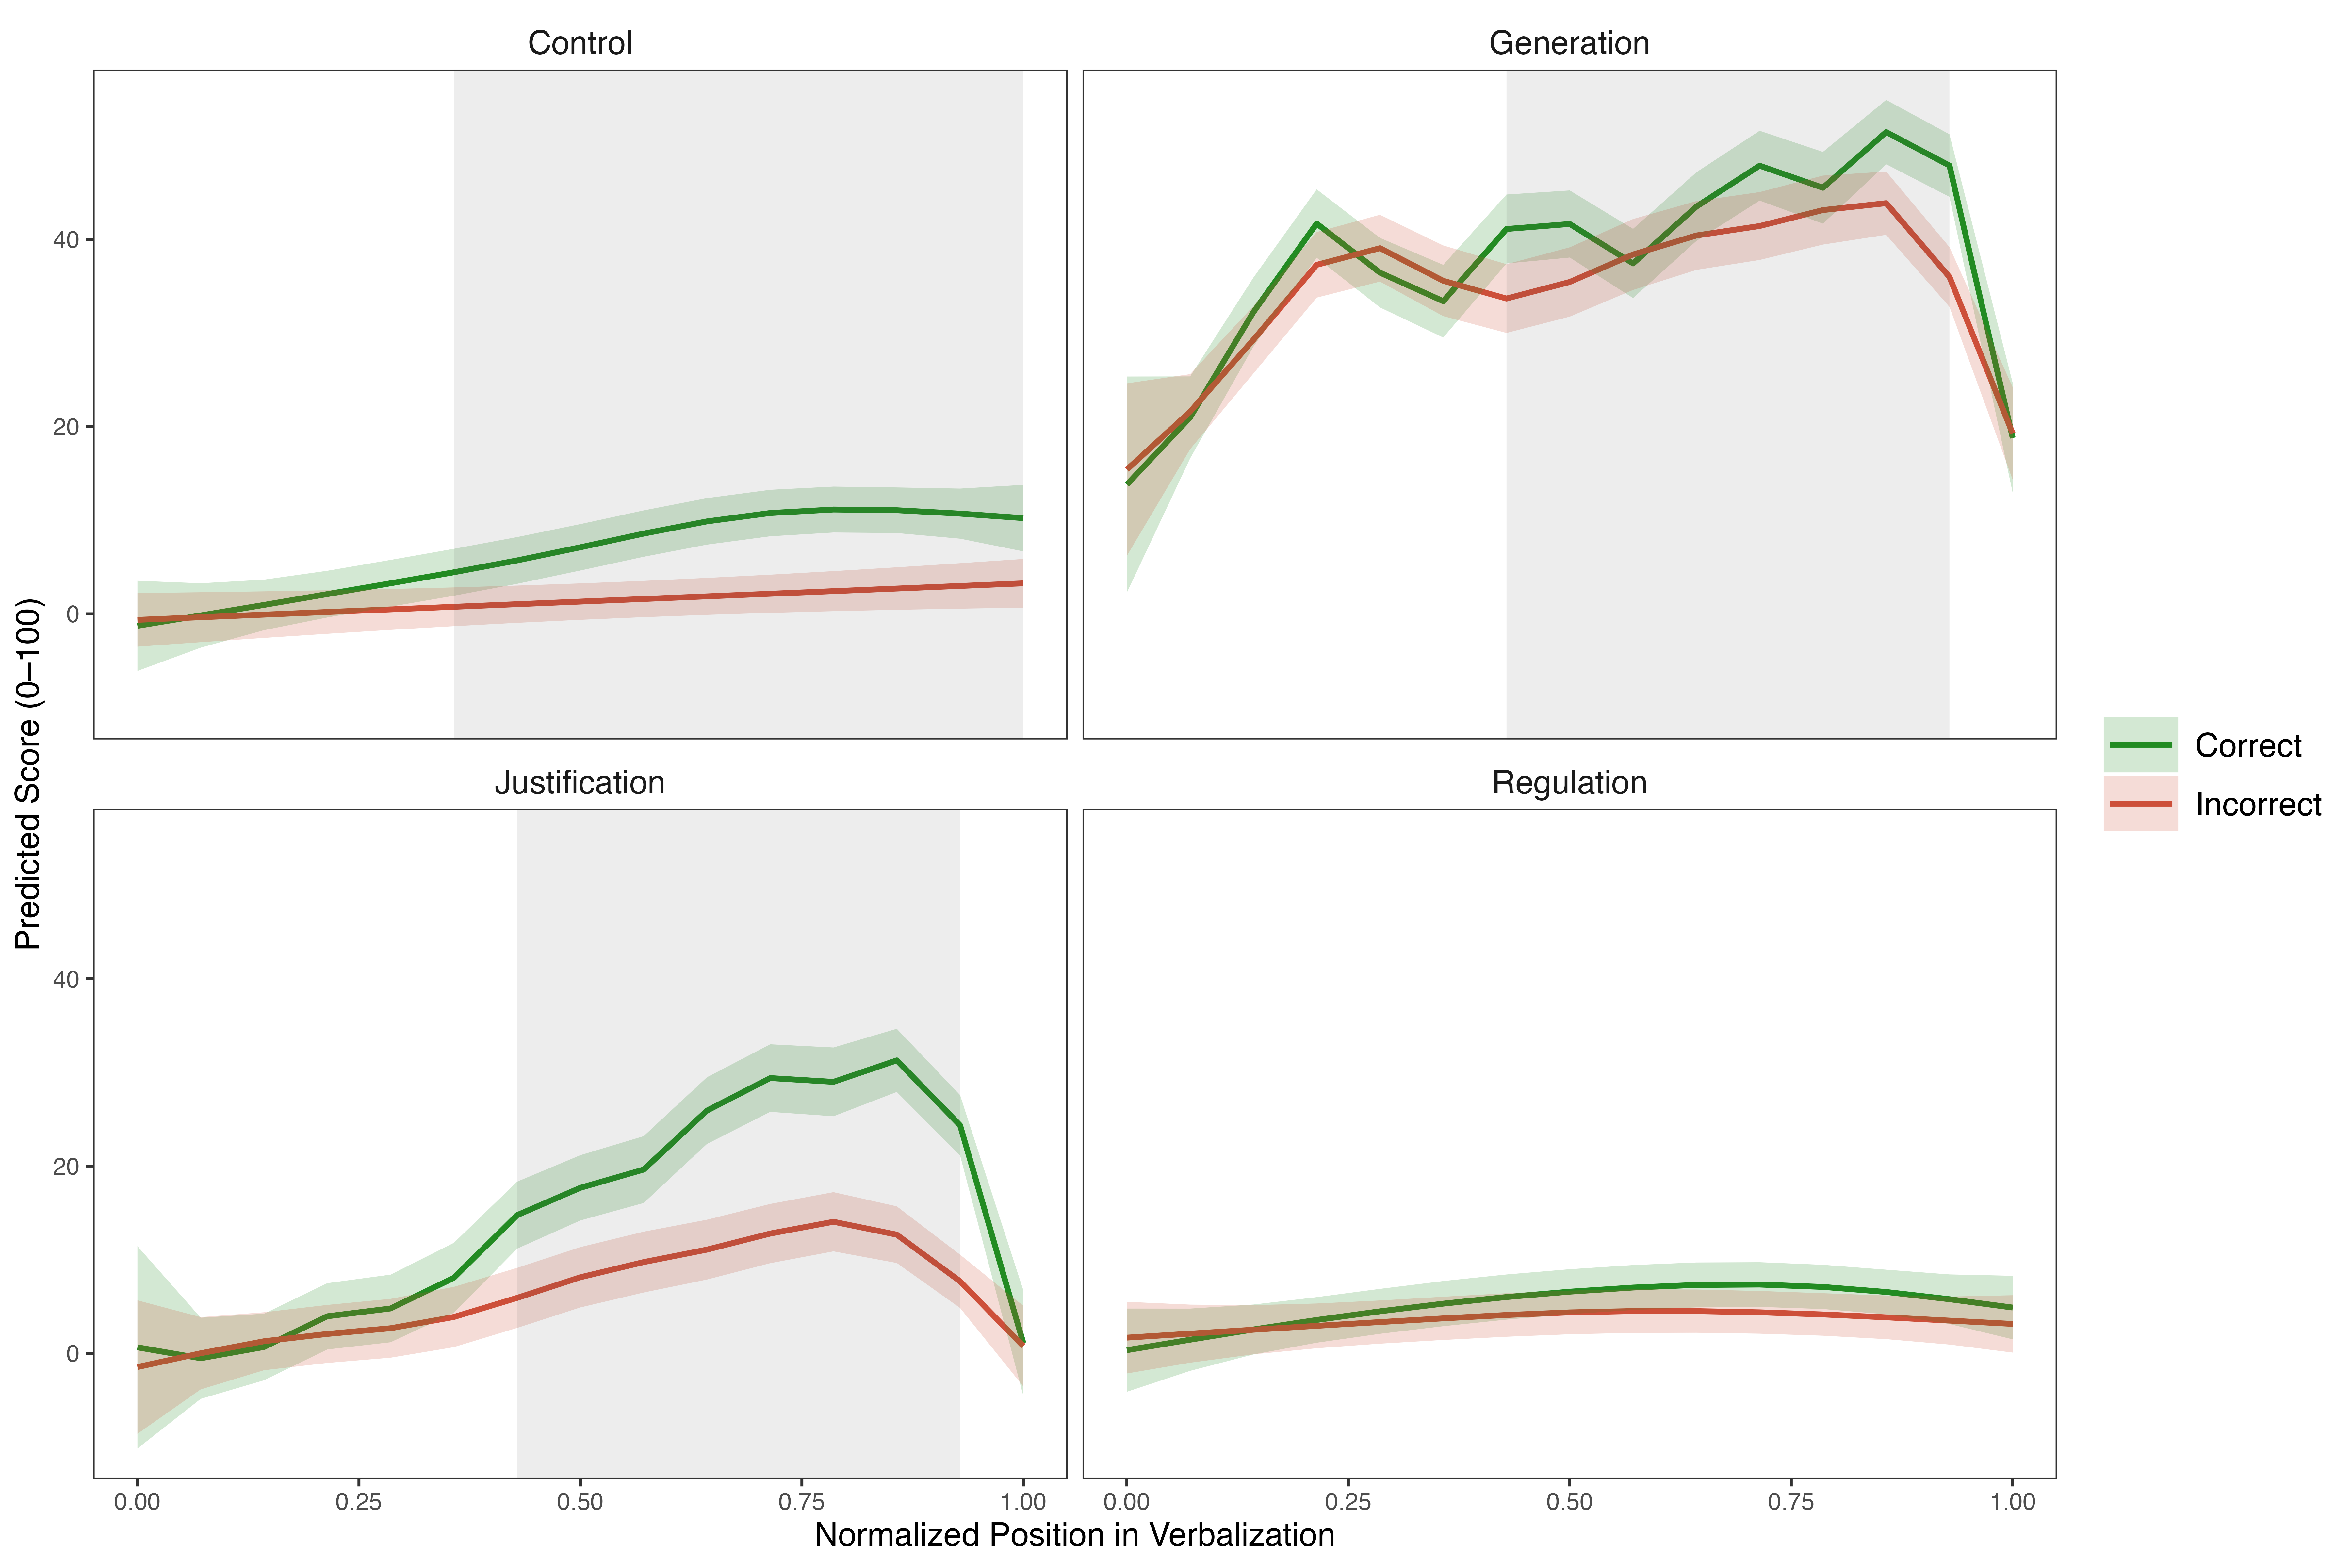 Control
Generation
40
20
0
Justification
Regulation
40
20
0
Predicted Score (0–100)
Correct
Incorrect
0.00 0.25 0.50 0.75 1.00 0.00 0.25 0.50 0.75 1.00
Normalized Position in Verbalization